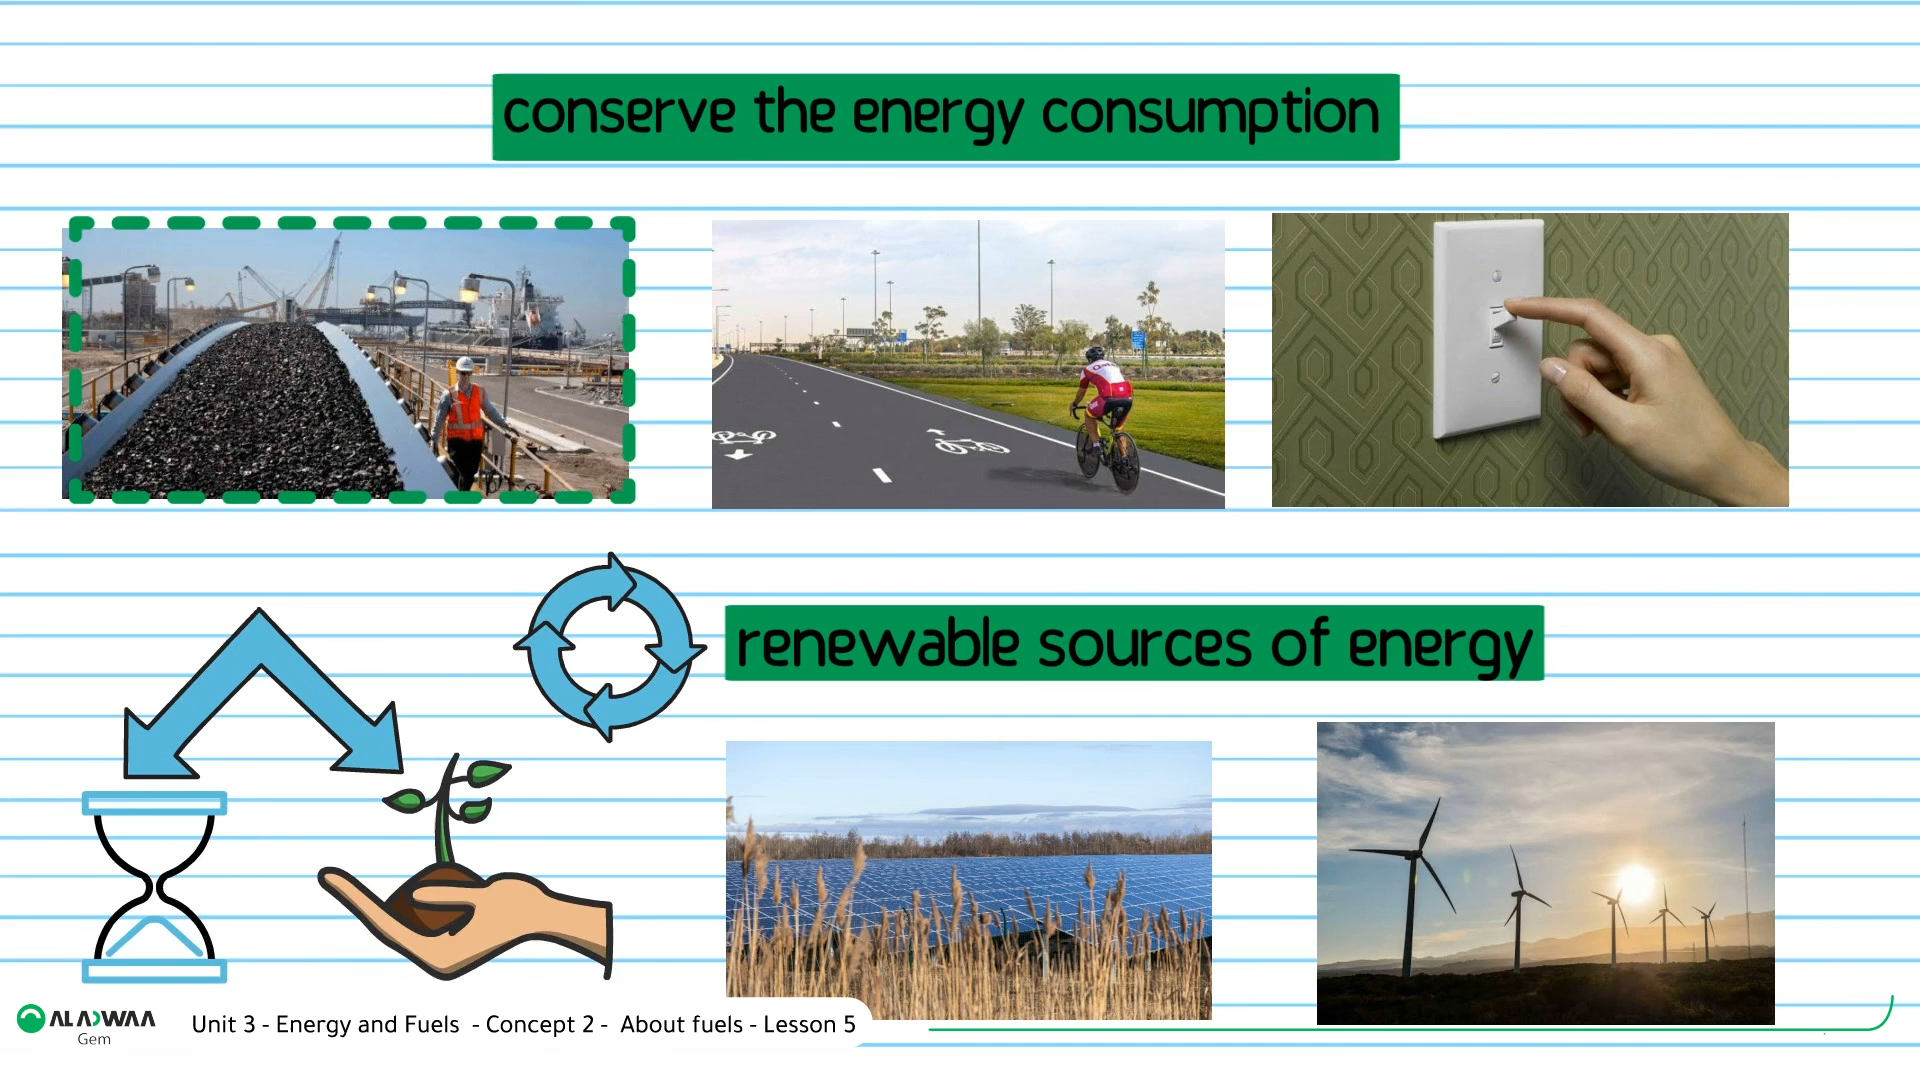 conserve the energy consumption
renewable sources of energy
ALADWAA
Gem
Unit 3 - Energy and Fuels - Concept 2 - About fuels - Lesson 5